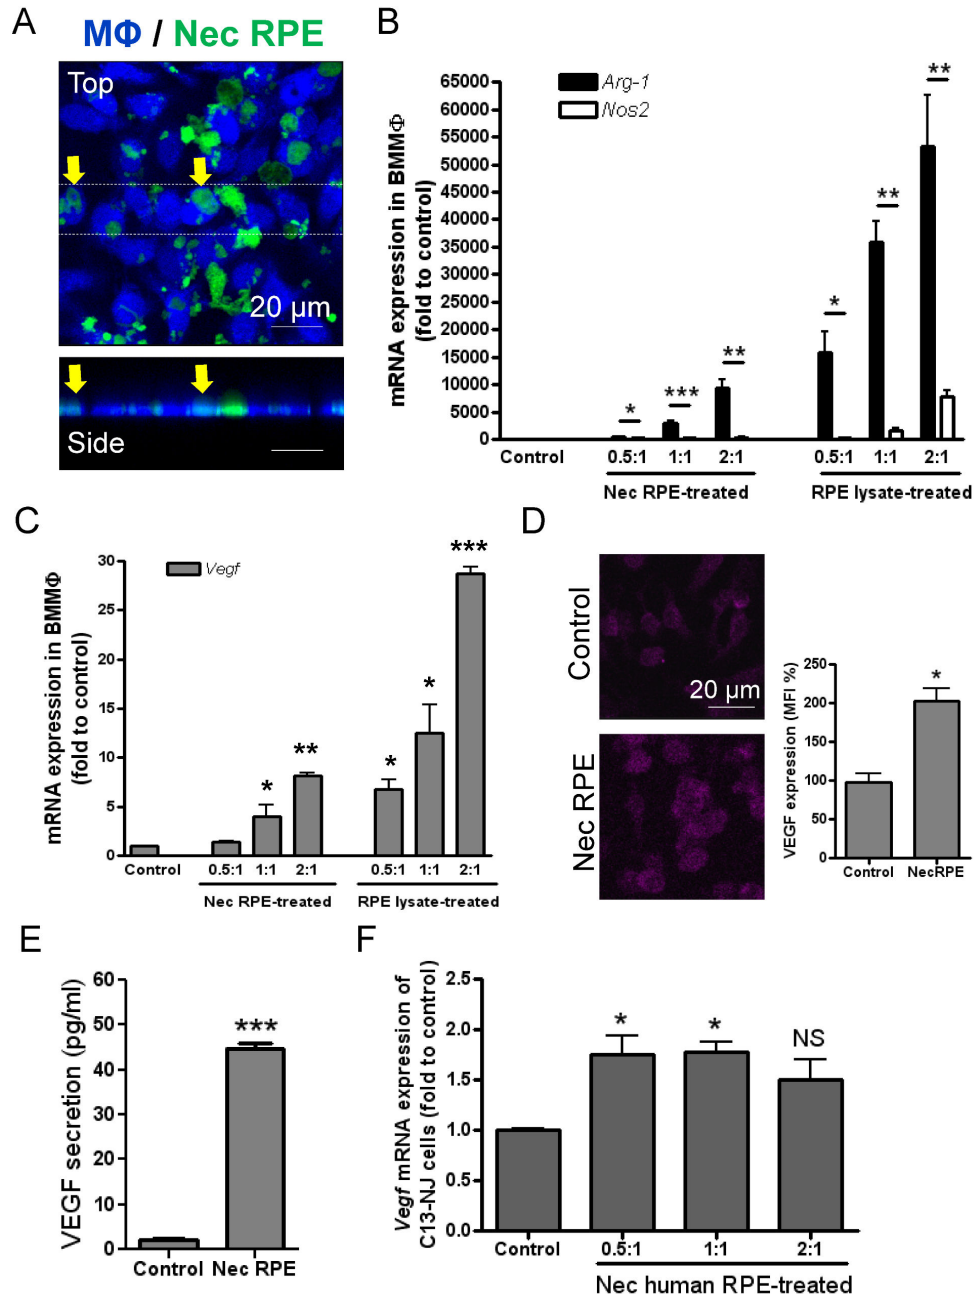 A
MΦ / Nec RPE
Top
20 µm
Side
B
mRNA expression in BMMΦ
(fold to control)
65000
60000
55000
50000
45000
40000
35000
30000
25000
20000
15000
10000
5000
0
Arg-1
Nos2
*
***
**
*
**
**
Control
0.5:1
1:1
2:1
0.5:1
1:1
2:1
Nec RPE-treated
RPE lysate-treated
C
mRNA expression in BMMΦ
(fold to control)
30
25
20
15
10
5
0
Vegf
*
**
*
*
***
Control
0.5:1
1:1
2:1
0.5:1
1:1
2:1
Nec RPE-treated
RPE lysate-treated
D
Control
20 µm
Nec RPE
VEGF expression (MFI %)
250
200
150
100
50
0
*
Control
NecRPE
E
VEGF secretion (pg/ml)
60
50
40
30
20
10
0
***
Control
Nec RPE
F
Vegf mRNA expression of
C13-NJ cells (fold to control)
2.5
2.0
1.5
1.0
0.5
0.0
*
*
NS
Control
0.5:1
1:1
2:1
Nec human RPE-treated